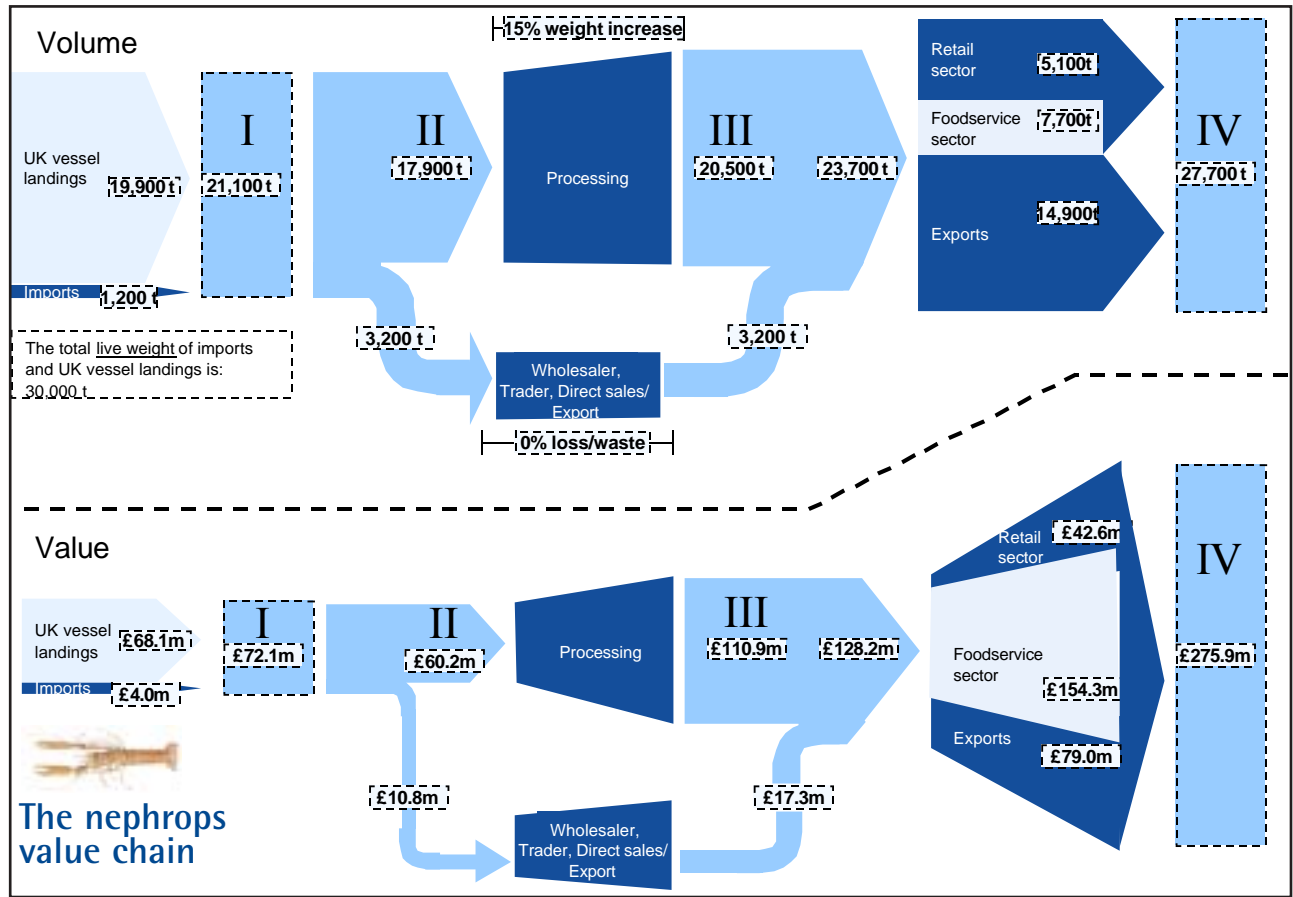 Volume
15% weight increase
UK vessel
landings
19,900 t
Imports
1,200 t
I
21,100 t
II
17,900 t
Processing
III
20,500 t
23,700 t
Retail
sector
5,100t
Foodservice
sector
7,700t
Exports
14,900t
IV
27,700 t
The total live weight of imports
and UK vessel landings is:
30,000 t
3,200 t
Wholesaler,
Trader, Direct sales/
Export
3,200 t
0% loss/waste
Value
UK vessel
landings
£68.1m
Imports
£4.0m
I
£72.1m
II
£60.2m
Processing
III
£110.9m
£128.2m
Retail
sector
£42.6m
Foodservice
sector
£154.3m
Exports
£79.0m
IV
£275.9m
£10.8m
Wholesaler,
Trader, Direct sales/
Export
£17.3m
The nephrops
value chain